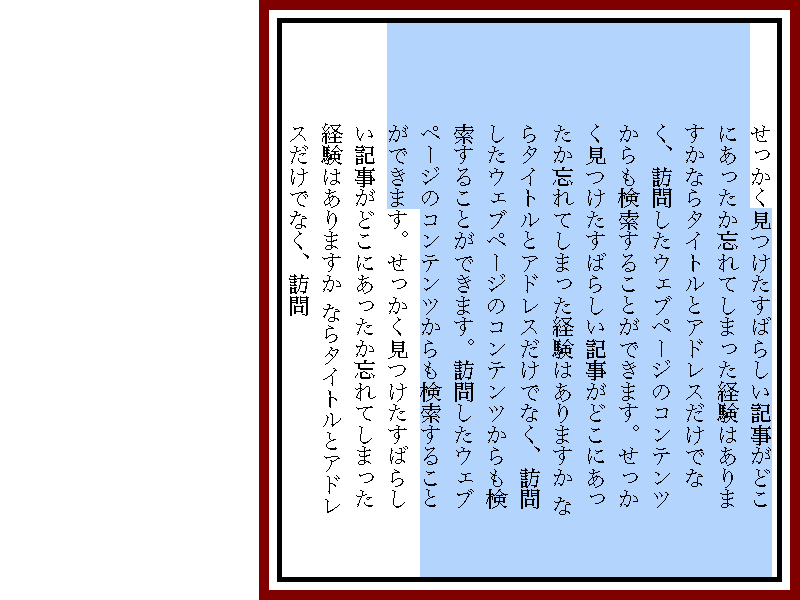 せっかく見つけたすばらしい記事がどこ
にあったか忘れてしまった経験はありま
すかならタイトルとアドレスだけでな
く、訪問したウェブページのコンテンツ
からも検索することができます。せっか
く見つけたすばらしい記事がどこにあっ
たか忘れてしまった経験はありますか な
らタイトルとアドレスだけでなく、訪問
したウェブページのコンテンツからも検
索することができます。訪問したウェブ
ページのコンテンツからも検索すること
ができます。せっかく見つけたすばらし
い記事がどこにあったか忘れてしまった
経験はありますか ならタイトルとアドレ
スだけでなく、訪問